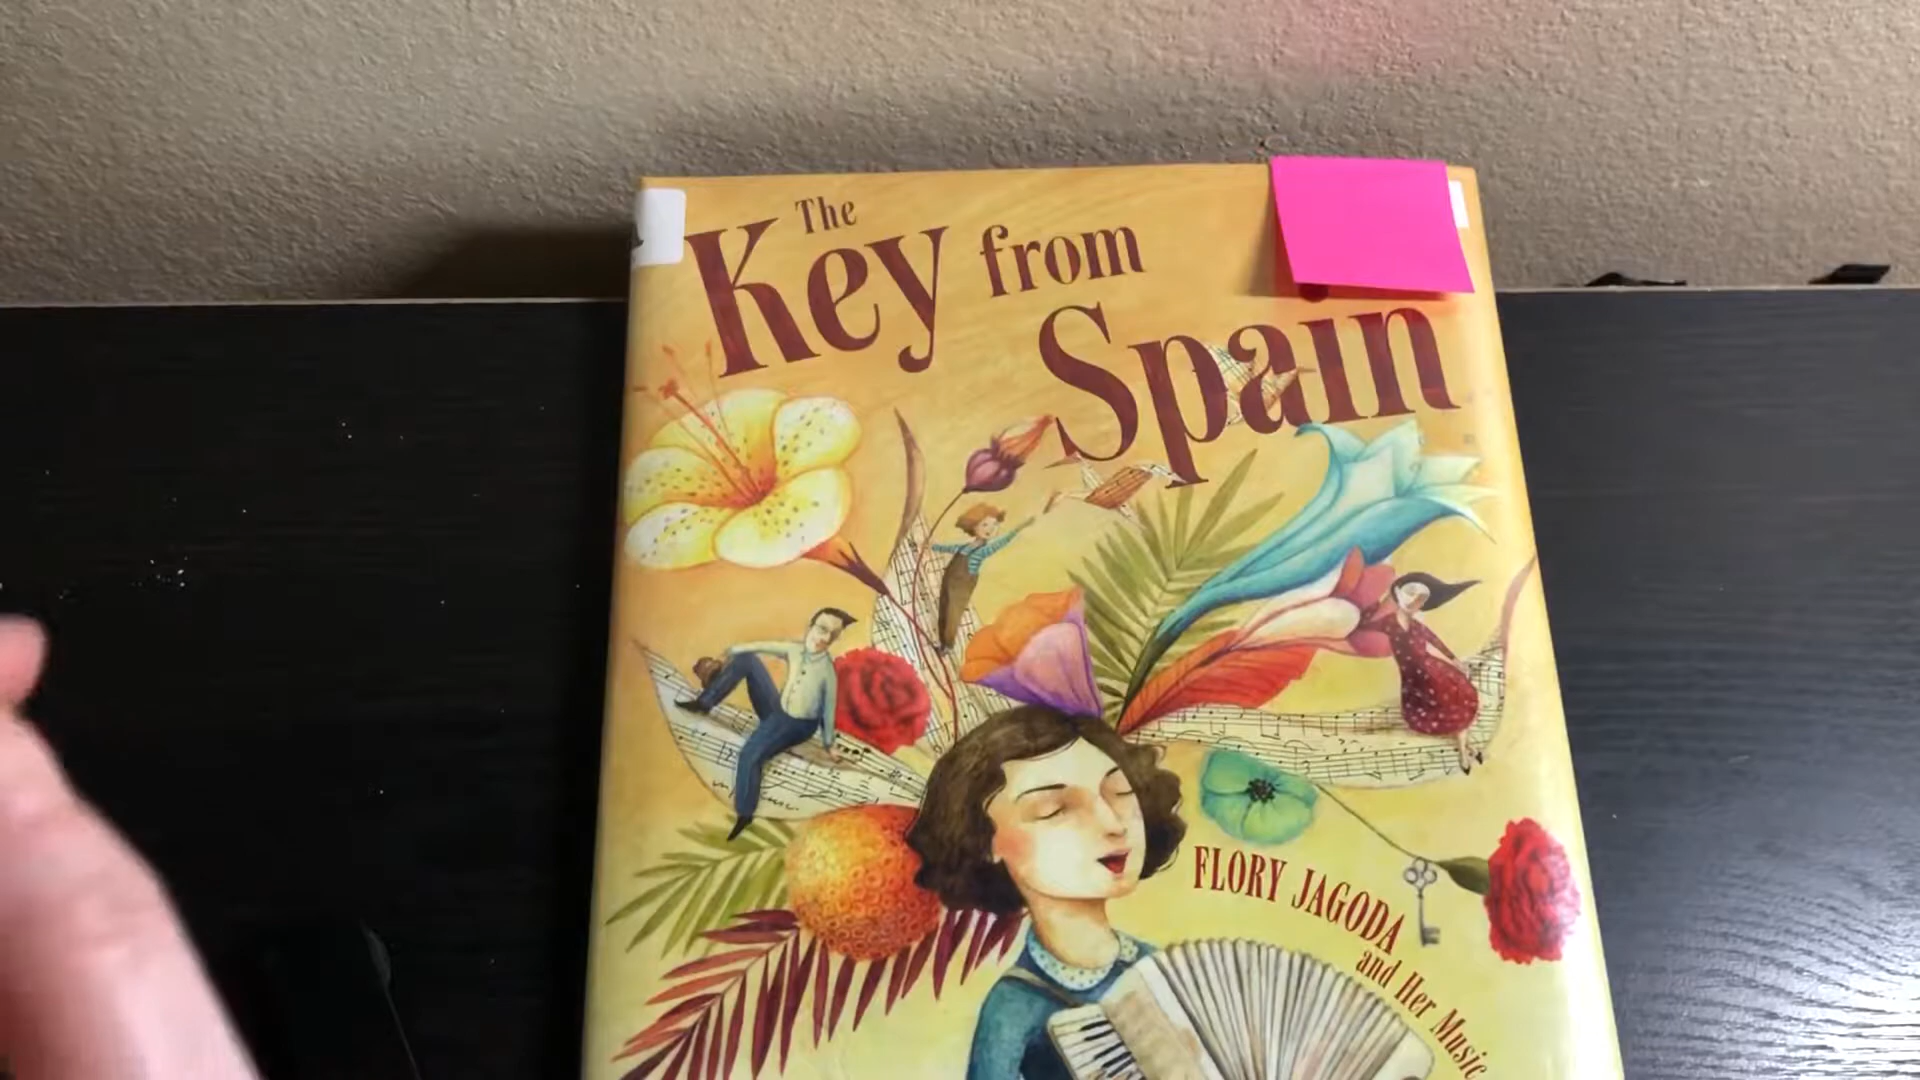 The
Key from
Spain
FLORY JAGODA
and Her Music